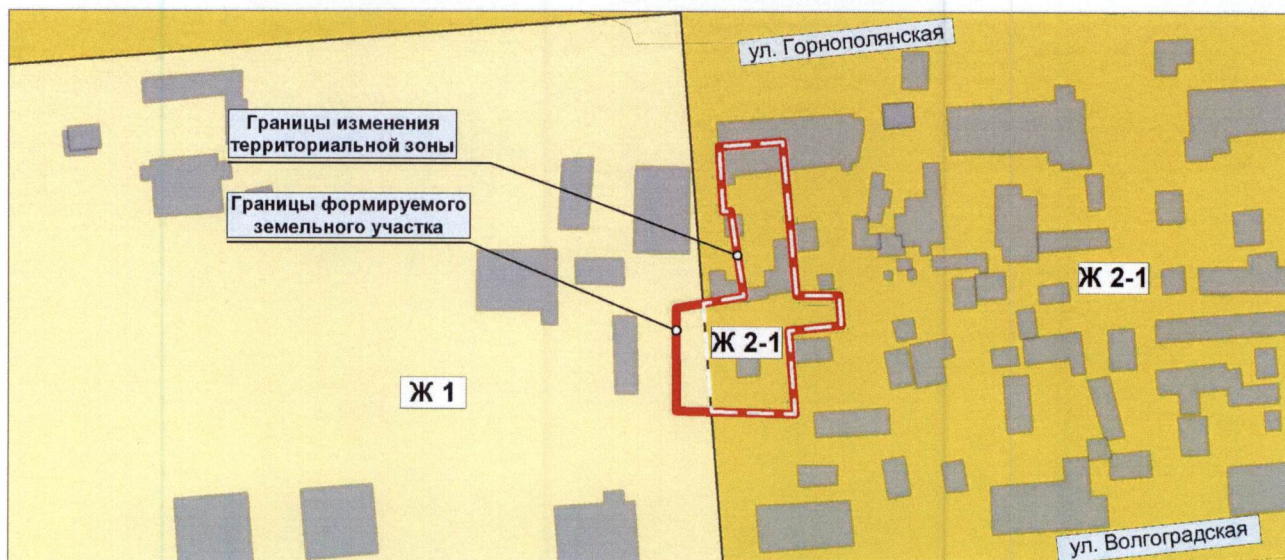 ул. Горнополянская
Границы изменения
территориальной зоны
Границы формируемого
земельного участка
Ж 2-1
Ж 2-1
Ж 1
ул. Волгоградская